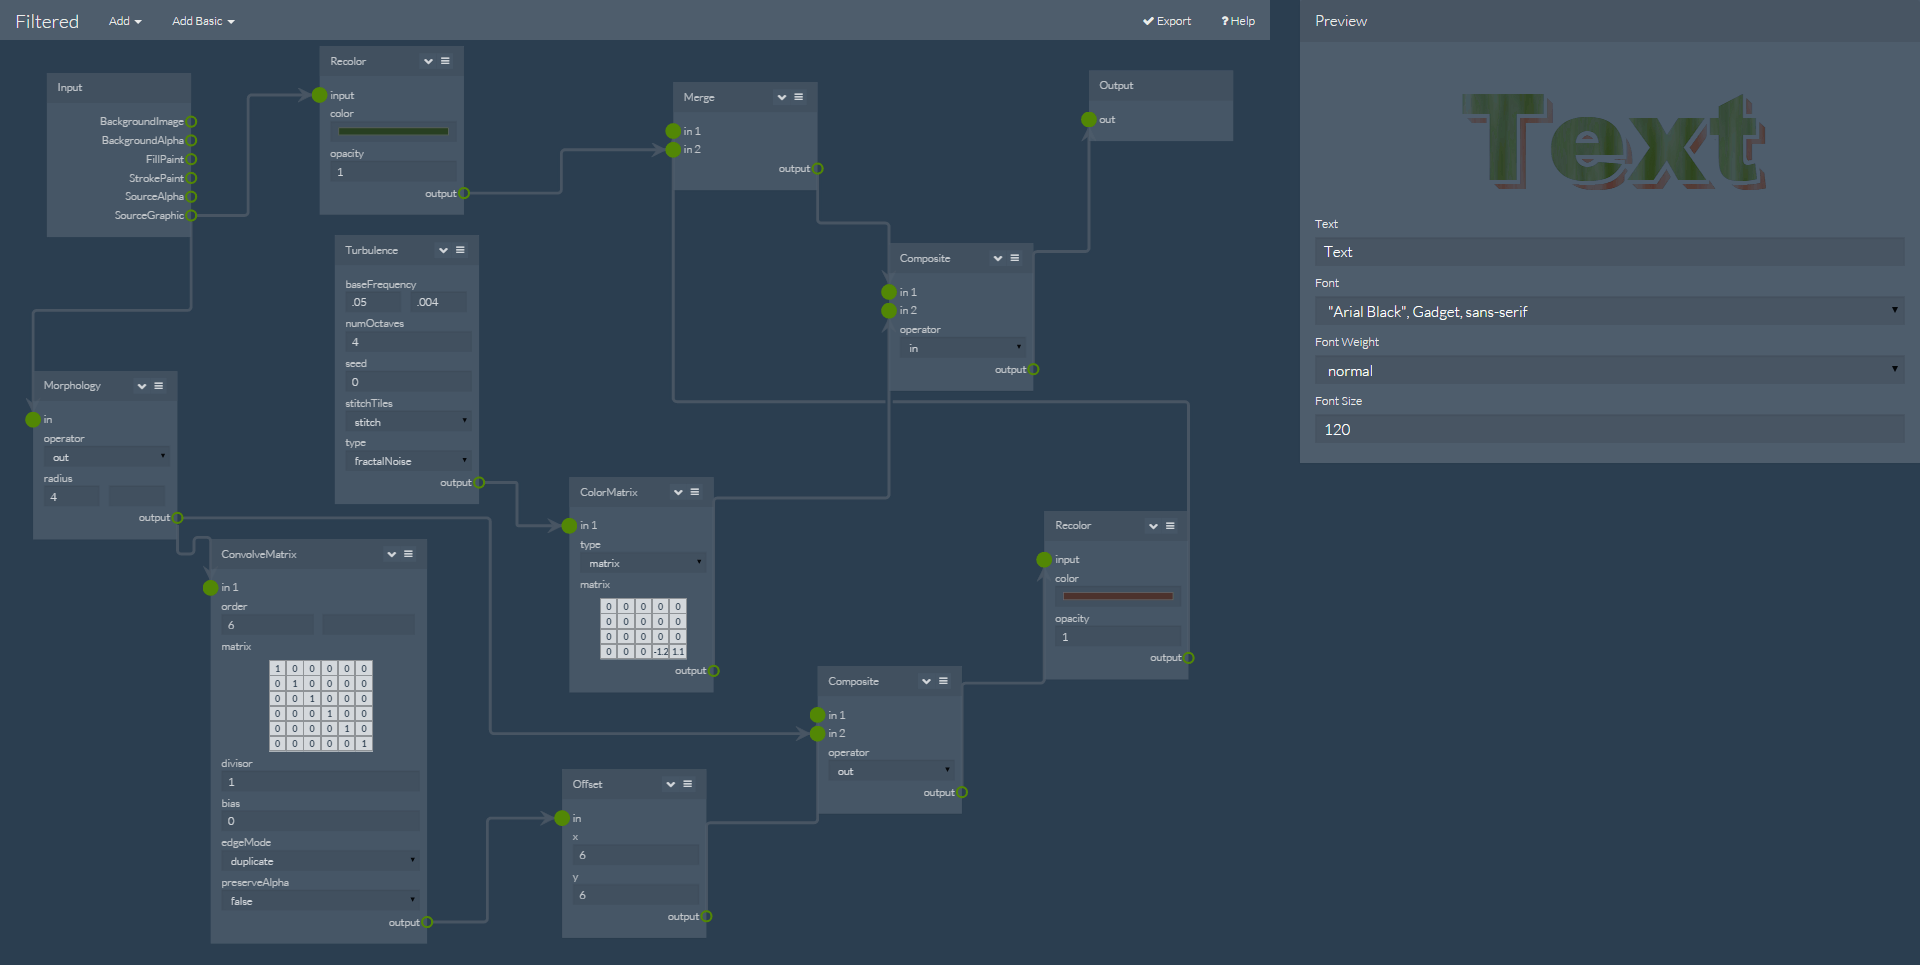 Filtered
Add
Add Basic
Export
? Help
Preview
Input
BackgroundImage
BackgroundAlpha
FillPaint
StrokePaint
SourceAlpha
SourceGraphic
Recolor
input
color
opacity
1
output
Merge
in 1
in 2
output
Output
out
Text
Text
Text
Font
"Arial Black", Gadget, sans-serif
Font Weight
normal
Font Size
120
Turbulence
baseFrequency
.05 .004
numOctaves
4
seed
0
stitchTiles
stitch
type
fractalNoise
output
Composite
in 1
in 2
operator
in
output
Morphology
in
operator
out
radius
4
output
ColorMatrix
in 1
type
matrix
matrix
0 0 0 0 0
0 0 0 0 0
0 0 0 0 0
0 0 0 -1.2 1.1
output
Recolor
input
color
opacity
1
output
ConvolveMatrix
in 1
order
6
matrix
1 0 0 0 0 0
0 1 0 0 0 0
0 0 1 0 0 0
0 0 0 1 0 0
0 0 0 0 1 0
0 0 0 0 0 1
divisor
1
bias
0
edgeMode
duplicate
preserveAlpha
false
output
Composite
in 1
in 2
operator
out
output
Offset
in
x
6
y
6
output